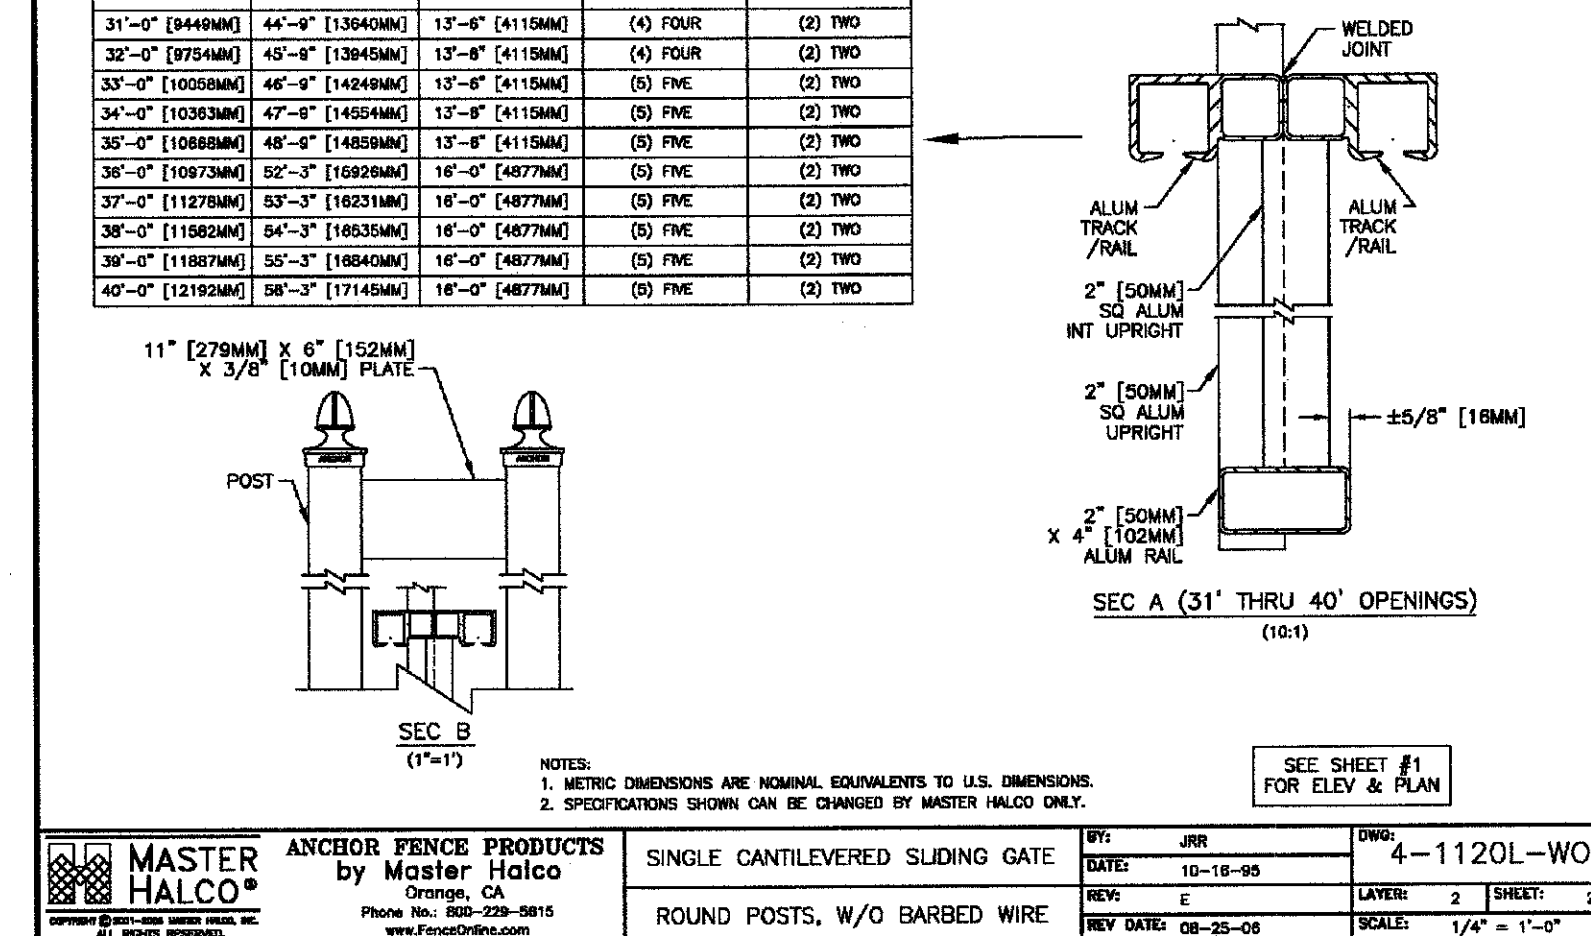 31'-0" [9449MM] 44'-9" [13640MM] 13'-6" [4115MM] (4) FOUR (2) TWO
32'-0" [9754MM] 45'-9" [13945MM] 13'-6" [4115MM] (4) FOUR (2) TWO
33'-0" [10058MM] 46'-9" [14249MM] 13'-6" [4115MM] (5) FIVE (2) TWO
34'-0" [10363MM] 47'-9" [14554MM] 13'-6" [4115MM] (5) FIVE (2) TWO
35'-0" [10668MM] 48'-9" [14859MM] 13'-6" [4115MM] (5) FIVE (2) TWO
36'-0" [10973MM] 52'-3" [15926MM] 16'-0" [4877MM] (5) FIVE (2) TWO
37'-0" [11278MM] 53'-3" [16231MM] 16'-0" [4877MM] (5) FIVE (2) TWO
38'-0" [11582MM] 54'-3" [16535MM] 16'-0" [4877MM] (5) FIVE (2) TWO
39'-0" [11887MM] 55'-3" [16840MM] 16'-0" [4877MM] (5) FIVE (2) TWO
40'-0" [12192MM] 56'-3" [17145MM] 16'-0" [4877MM] (5) FIVE (2) TWO
WELDED
JOINT
ALUM
TRACK
/RAIL
ALUM
TRACK
/RAIL
2" [50MM]
SQ ALUM
INT UPRIGHT
2" [50MM]
SQ ALUM
UPRIGHT
±5/8" [16MM]
2" [50MM]
X 4" [102MM]
ALUM RAIL
SEC A (31' THRU 40' OPENINGS)
(10:1)
11" [279MM] X 6" [152MM]
X 3/8" [10MM] PLATE
ANCHOR
ANCHOR
POST
SEC B
(1"=1')
NOTES:
1. METRIC DIMENSIONS ARE NOMINAL EQUIVALENTS TO U.S. DIMENSIONS.
2. SPECIFICATIONS SHOWN CAN BE CHANGED BY MASTER HALCO ONLY.
SEE SHEET #1
FOR ELEV & PLAN
MASTER
HALCO®
COPYRIGHT © 2001-2006 MASTER HALCO, INC.
ALL RIGHTS RESERVED.
ANCHOR FENCE PRODUCTS
by Master Halco
Orange, CA
Phone No.: 800-229-5615
www.FenceOnline.com
SINGLE CANTILEVERED SLIDING GATE
ROUND POSTS, W/O BARBED WIRE
BY: JRR
DATE: 10-16-95
REV: E
REV DATE: 08-25-06
DWG:
4-1120L-WO
LAYER: 2 SHEET:
SCALE: 1/4" = 1'-0"